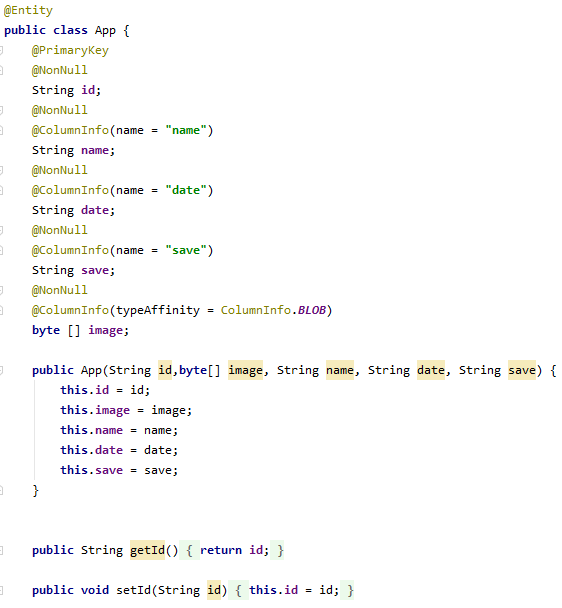 @Entity
public class App {
@PrimaryKey
@NonNull
String id;
@NonNull
@ColumnInfo(name = "name")
String name;
@NonNull
@ColumnInfo(name = "date")
String date;
@NonNull
@ColumnInfo(name = "save")
String save;
@NonNull
@ColumnInfo(typeAffinity = ColumnInfo.BLOB)
byte [] image;
public App(String id,byte[] image, String name, String date, String save) {
this.id = id;
this.image = image;
this.name = name;
this.date = date;
this.save = save;
}
public String getId() { return id; }
public void setId(String id) { this.id = id; }